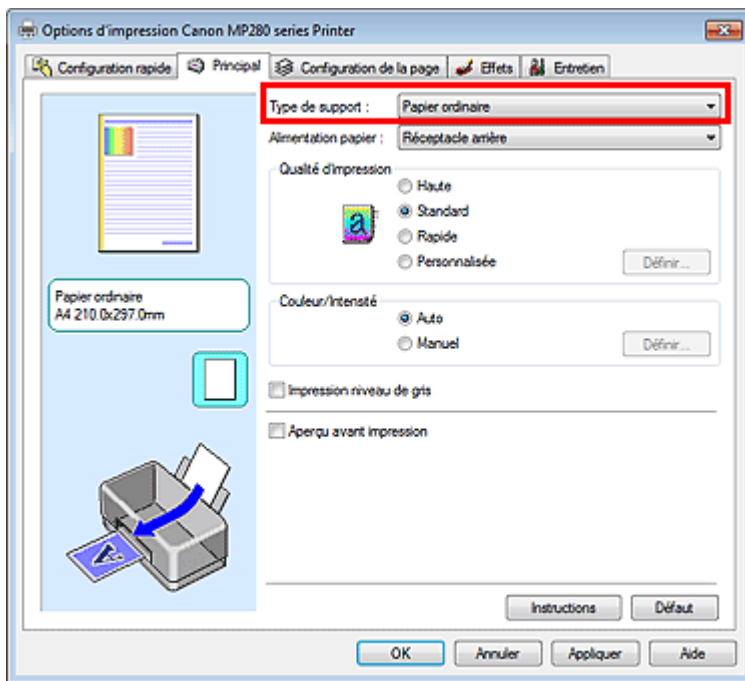 Options d'impression Canon MP280 series Printer
Configuration rapide Principal Configuration de la page Effets Entretien
Type de support : Papier ordinaire
Alimentation papier : Réceptacle arrière
Qualité d'impression
Haute
Standard
Rapide
Personnalisée Définir...
Papier ordinaire
A4 210.0x297.0mm
Couleur/Intensité
Auto
Manuel Définir...
Impression niveau de gris
Aperçu avant impression
Instructions Défaut
OK Annuler Appliquer Aide